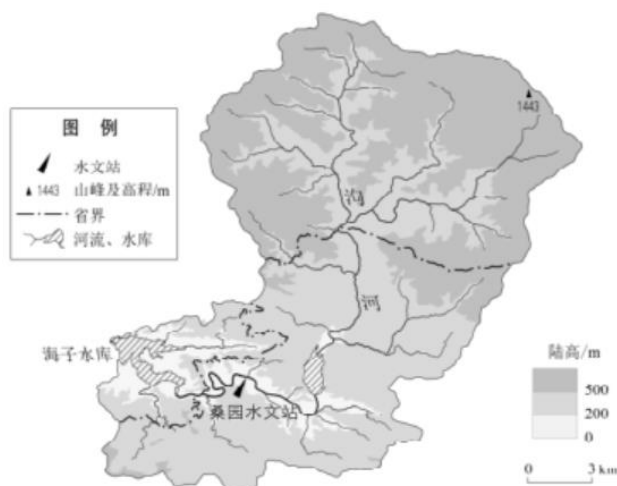 图 例
水文站
1443 山峰及高程/m
省界
河流、水库
1443
沟
河
海子水库
桑园水文站
陆高/m
500
200
0
0 3 km